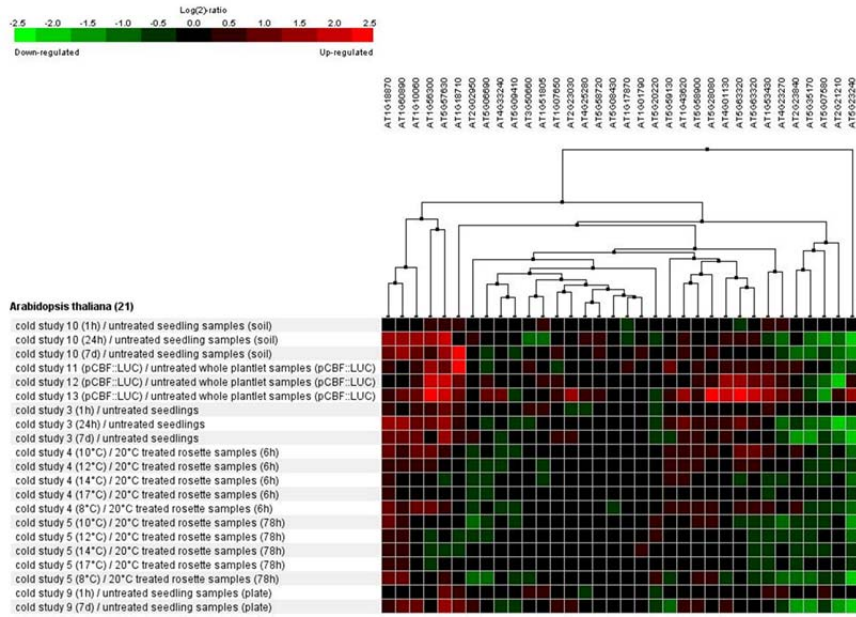 Log(2)-ratio
-2.5 -2.0 -1.5 -1.0 -0.5 0.0 0.5 1.0 1.5 2.0 2.5
Down-regulated Up-regulated
AT1G18870
AT1G60890
AT1G10060
AT1G56300
AT5G57630
AT1G18710
AT2G02950
AT5G06690
AT4G33240
AT5G09410
AT3G50660
AT1G51805
AT1G07650
AT2G23030
AT4G25280
AT5G58720
AT5G08430
AT1G17870
AT1G01790
AT5G20220
AT5G59130
AT1G43620
AT5G58900
AT5G28080
AT4G01130
AT5G63320
AT5G63320
AT1G53430
AT4G23270
AT2G23840
AT5G35170
AT5G07580
AT2G21210
AT5G23240
Arabidopsis thaliana (21)
cold study 10 (1h) / untreated seedling samples (soil)
cold study 10 (24h) / untreated seedling samples (soil)
cold study 10 (7d) / untreated seedling samples (soil)
cold study 11 (pCBF::LUC) / untreated whole plantlet samples (pCBF::LUC)
cold study 12 (pCBF::LUC) / untreated whole plantlet samples (pCBF::LUC)
cold study 13 (pCBF::LUC) / untreated whole plantlet samples (pCBF::LUC)
cold study 3 (1h) / untreated seedlings
cold study 3 (24h) / untreated seedlings
cold study 3 (7d) / untreated seedlings
cold study 4 (10°C) / 20°C treated rosette samples (6h)
cold study 4 (12°C) / 20°C treated rosette samples (6h)
cold study 4 (14°C) / 20°C treated rosette samples (6h)
cold study 4 (17°C) / 20°C treated rosette samples (6h)
cold study 4 (8°C) / 20°C treated rosette samples (6h)
cold study 5 (10°C) / 20°C treated rosette samples (78h)
cold study 5 (12°C) / 20°C treated rosette samples (78h)
cold study 5 (14°C) / 20°C treated rosette samples (78h)
cold study 5 (17°C) / 20°C treated rosette samples (78h)
cold study 5 (8°C) / 20°C treated rosette samples (78h)
cold study 9 (1h) / untreated seedling samples (plate)
cold study 9 (7d) / untreated seedling samples (plate)